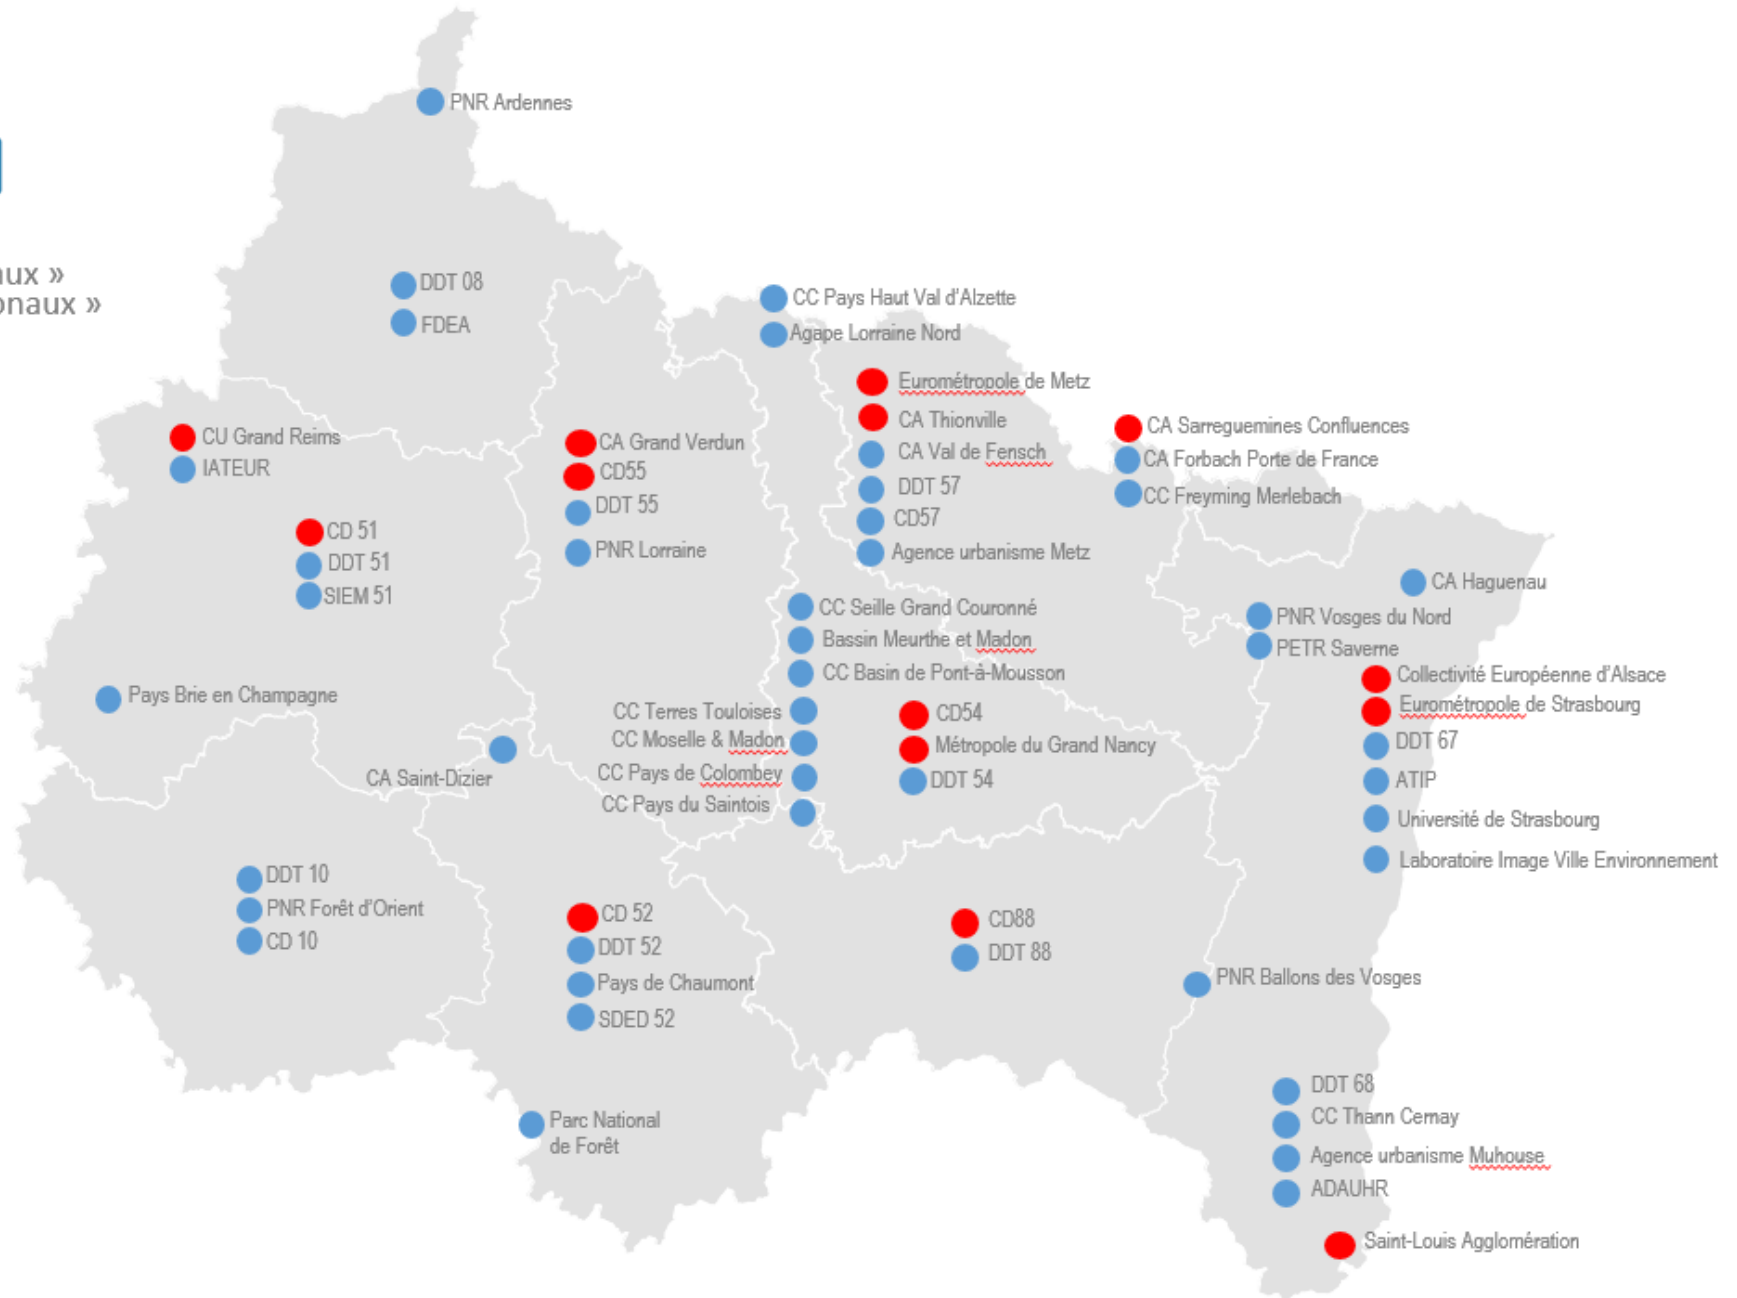 PNR Ardennes
aux »
onaux »
DDT 08
FDEA
CC Pays Haut Val d'Alzette
Agape Lorraine Nord
Eurométropole de Metz
CA Thionville
CA Val de Fensch
DDT 57
CD57
Agence urbanisme Metz
CA Sarreguemines Confluences
CA Forbach Porte de France
CC Freyming Merlebach
CU Grand Reims
IATEUR
CA Grand Verdun
CD55
DDT 55
PNR Lorraine
CD 51
DDT 51
SIEM 51
CA Haguenau
PNR Vosges du Nord
PETR Saverne
CC Seille Grand Couronné
Bassin Meurthe et Madon
CC Basin de Pont-à-Mousson
CC Terres Touloises
CC Moselle & Madon
CC Pays de Colombey
CC Pays du Saintois
CD54
Métropole du Grand Nancy
DDT 54
Collectivité Européenne d'Alsace
Eurométropole de Strasbourg
DDT 67
ATIP
Université de Strasbourg
Laboratoire Image Ville Environnement
Pays Brie en Champagne
CA Saint-Dizier
DDT 10
PNR Forêt d'Orient
CD 10
CD 52
DDT 52
Pays de Chaumont
SDED 52
CD88
DDT 88
PNR Ballons des Vosges
Parc National
de Forêt
DDT 68
CC Thann Cernay
Agence urbanisme Muhouse
ADAUHR
Saint-Louis Agglomération